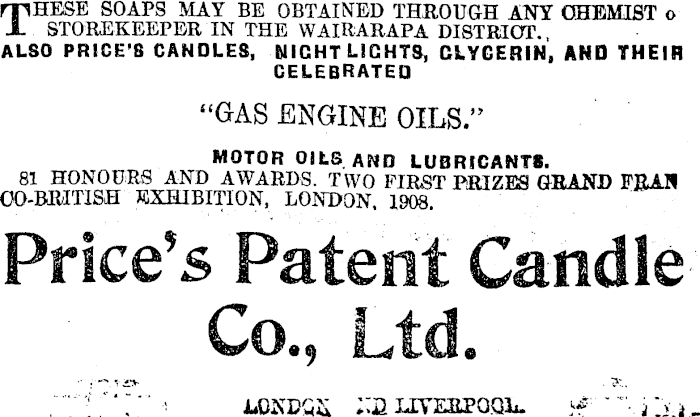 THESE SOAPS MAY BE OBTAINED THROUGH ANY CHEMIST o
STOREKEEPER IN THE WAIRARAPA DISTRICT.,
ALSO PRICE'S CANDLES, NIGHT LIGHTS, GLYCERIN, AND THEIR
CELEBRATED
"GAS ENGINE OILS."
MOTOR OILS AND LUBRICANTS.
81 HONOURS AND AWARDS. TWO FIRST PRIZES GRAND FRAN
CO-BRITISH EXHIBITION, LONDON, 1908.
Price's Patent Candle
Co., Ltd.
LONDON ND LIVERPOOL.